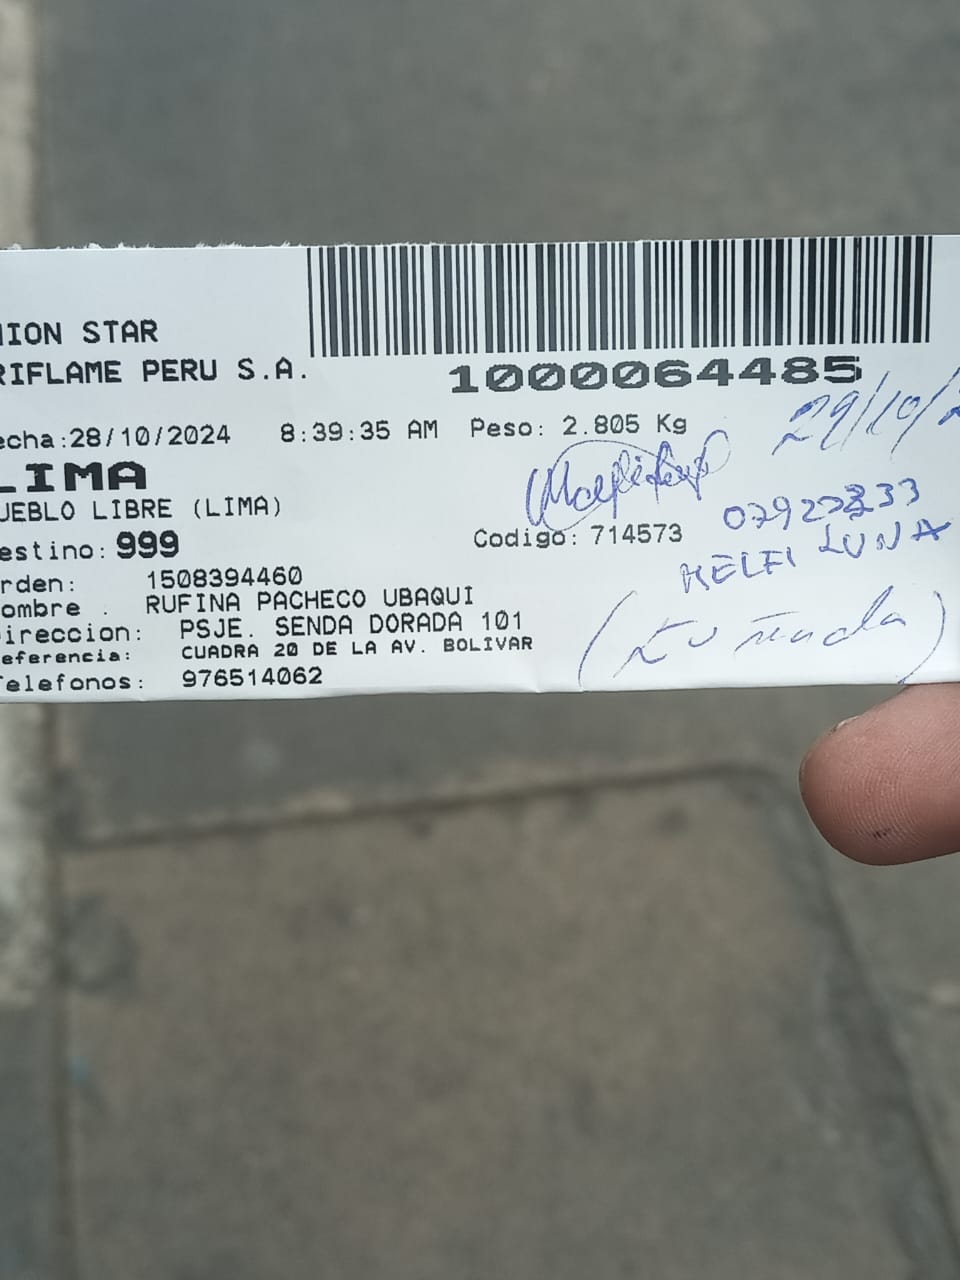 ION STAR
RIFLAME PERU S.A.
1000064485
echa:28/10/2024 8:39:35 AM Peso: 2.805 Kg
29/10/2
LIMA
UEBLO LIBRE (LIMA)
estino: 999 Codigo: 714573
MELFI LUNA
rden: 1508394460
ombre . RUFINA PACHECO UBAQUI
ireccion: PSJE. SENDA DORADA 101
eferencia: CUADRA 20 DE LA AV. BOLIVAR
elefonos: 976514062